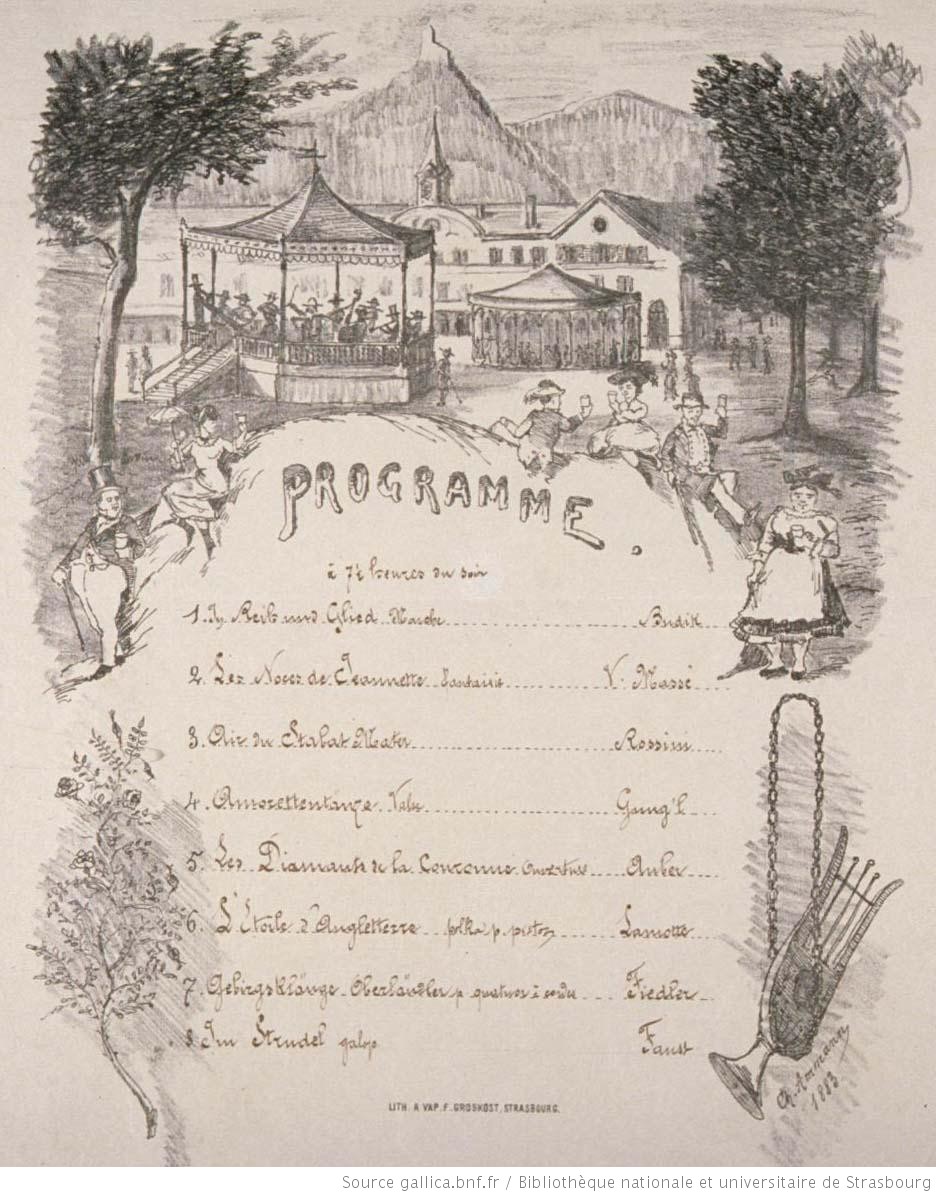 PROGRAMME.
à 7½ heures du soir
1. In Reih und Glied Marche Budik
2. Les Noces de Jeannette Fantaisie V. Massé
3. Air du Stabat Mater Rossini
4. Amorettentänze Valse Gung'l
5. Les Diamants de la Couronne Ouverture Auber
6. L'Etoile d'Angletterre polka p. piston Lamotte
7. Gebirgsklänge Oberländler p quatuor à cordes Fiedler
8. Im Strudel galop Faust
Ch. Ammann
1883
LITH. A VAP. F. GROSKOST, STRASBOURG.
Source gallica.bnf.fr / Bibliothèque nationale et universitaire de Strasbourg